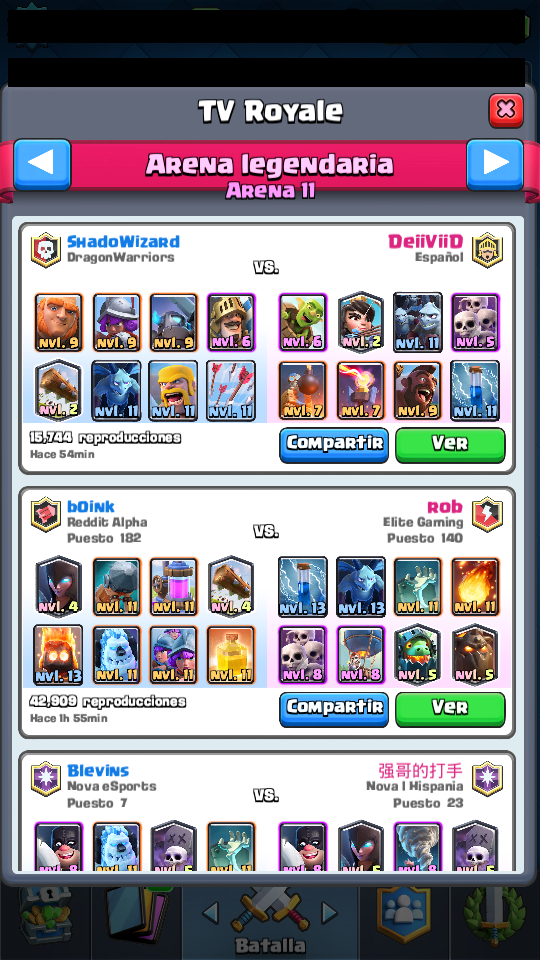 TV Royale
Arena legendaria
Arena 11
ShadoWizard
DragonWarriors
vs.
DeiiViiD
Español
nvl. 9 nvl. 9 nvl. 9 nvl. 6 nvl. 6 nvl. 2 nvl. 11 nvl. 5
nvl. 2 nvl. 11 nvl. 11 nvl. 11 nvl. 7 nvl. 7 nvl. 9 nvl. 11
15,744 reproducciones
Hace 54min
Compartir
Ver
b0ink
Reddit Alpha
Puesto 182
vs.
rob
Elite Gaming
Puesto 140
nvl. 4 nvl. 11 nvl. 11 nvl. 4 nvl. 13 nvl. 13 nvl. 11 nvl. 11
nvl. 13 nvl. 11 nvl. 11 nvl. 11 nvl. 8 nvl. 8 nvl. 5 nvl. 5
42,909 reproducciones
Hace 1h 55min
Compartir
Ver
Blevins
Nova eSports
Puesto 7
vs.
强哥的打手
Nova l Hispania
Puesto 23
Batalla